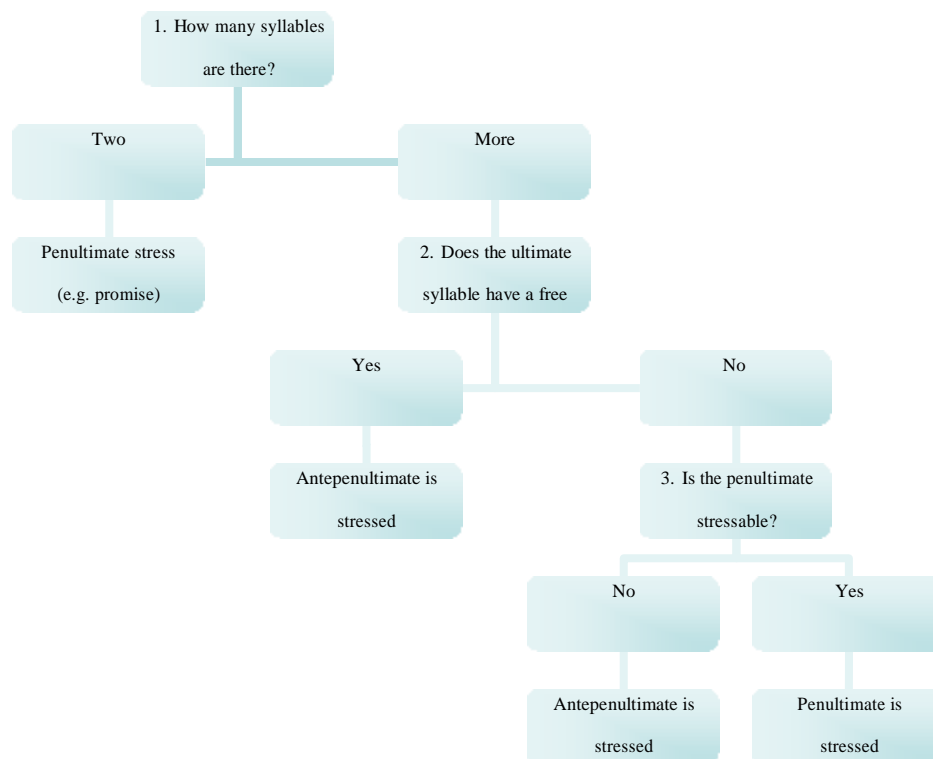 1. How many syllables
are there?
Two
More
Penultimate stress
(e.g. promise)
2. Does the ultimate
syllable have a free
Yes
No
Antepenultimate is
stressed
3. Is the penultimate
stressable?
No
Yes
Antepenultimate is
stressed
Penultimate is
stressed